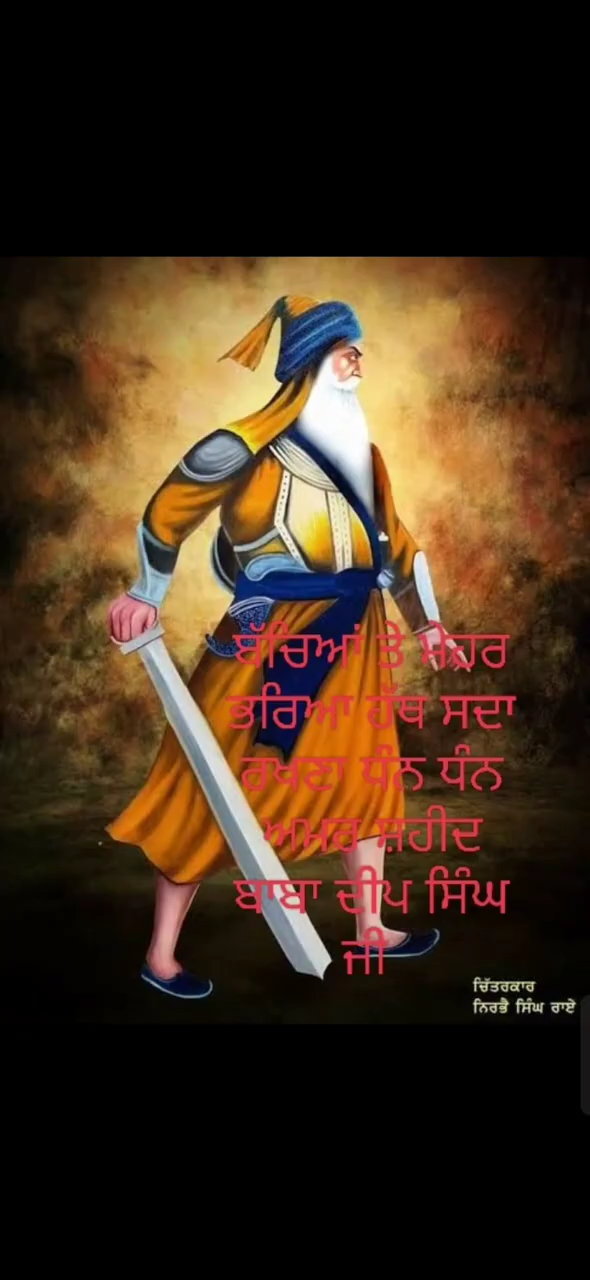 ਬੱਚਿਆਂ ਤੇ ਮੇਹਰ
ਭਰਿਆ ਹੱਥ ਸਦਾ
ਰਖਣਾ ਧੰਨ ਧੰਨ
ਅਮਰ ਸ਼ਹੀਦ
ਬਾਬਾ ਦੀਪ ਸਿੰਘ
ਜੀ
ਚਿੱਤਰਕਾਰ
ਨਿਰਭੈ ਸਿੰਘ ਰਾਏ